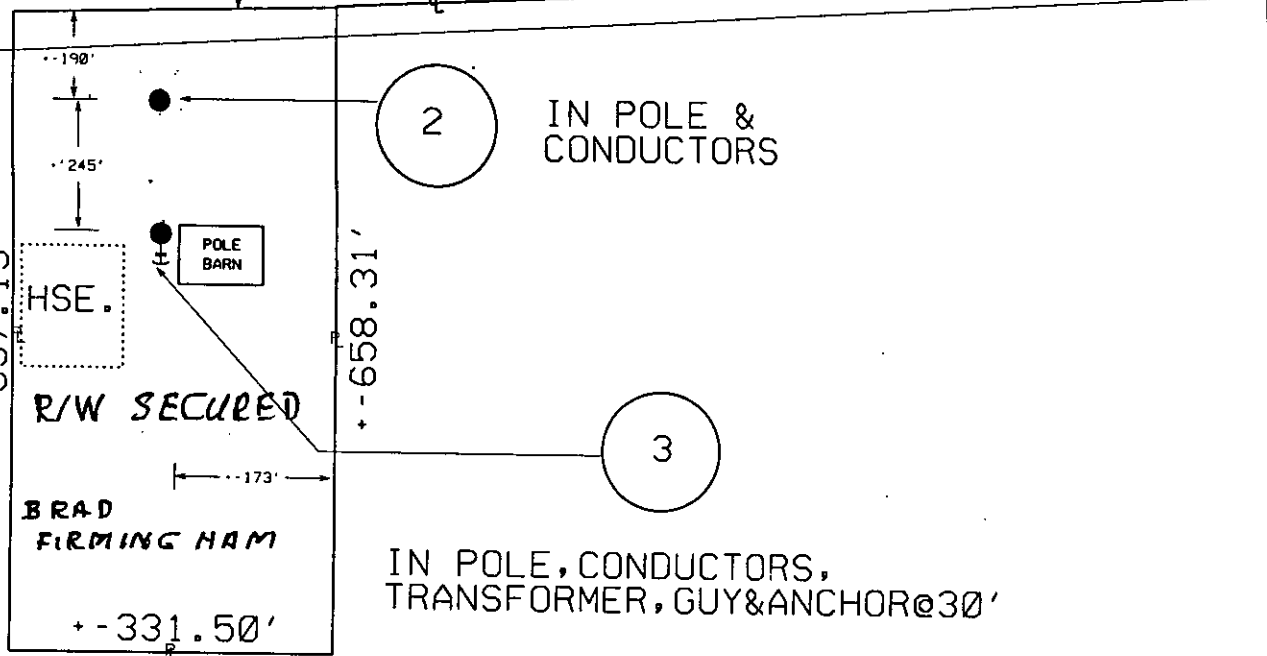 +-190'
2
IN POLE &
CONDUCTORS
+-245'
POLE
BARN
HSE.
+-658.31'
R/W SECURED
3
+-173'
BRAD
FIRMINGHAM
IN POLE, CONDUCTORS,
TRANSFORMER, GUY&ANCHOR@30'
+-331.50'